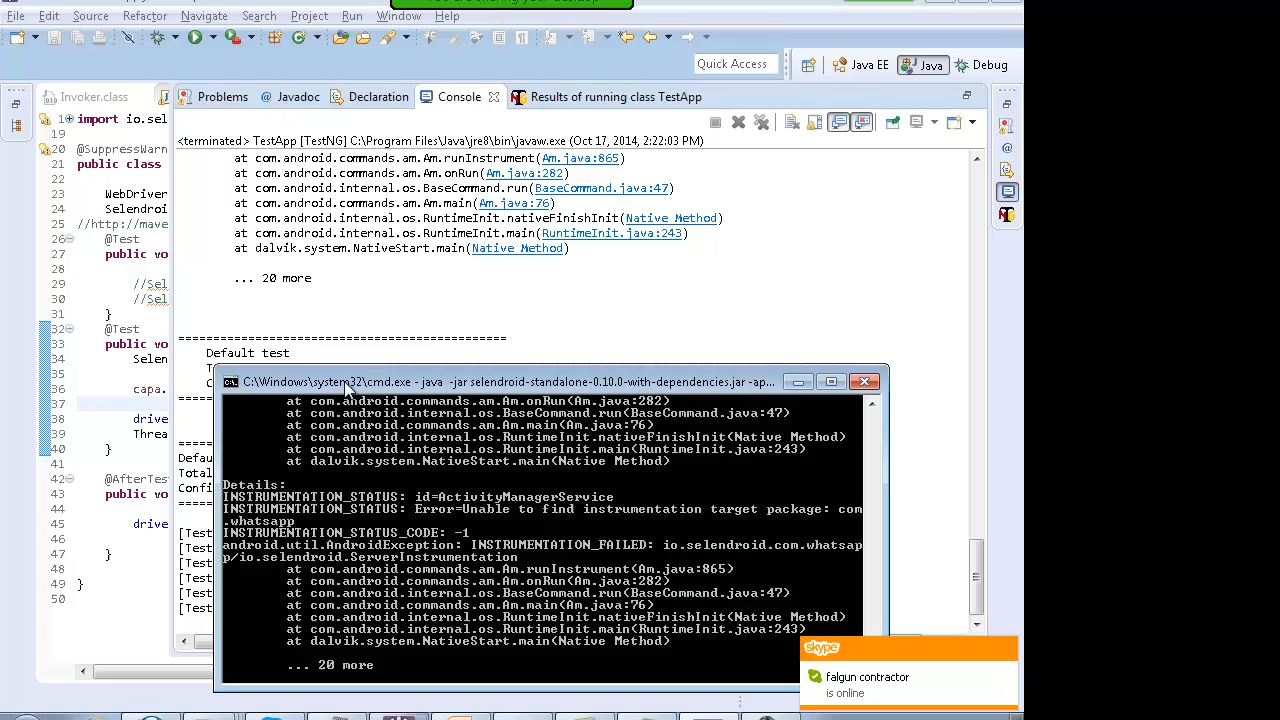 File Edit Source Refactor Navigate Search Project Run Window Help
Quick Access
Java EE
Java
Debug
Invoker.class
Problems
Javadoc
Declaration
Console
Results of running class TestApp
<terminated> TestApp [TestNG] C:\Program Files\Java\jre8\bin\javaw.exe (Oct 17, 2014, 2:22:03 PM)
1 import io.sel
19
20 @SuppressWarn
21 public class
22
23 WebDriver
24 Selendroi
25 //http://mave
26 @Test
27 public vo
28
29 //Sel
30 //Sel
31 }
32 @Test
33 public vo
34 Selen
35
36 capa.
37
38 drive
39 Threa
40 }
41
42 @AfterTes
43 public vo
44
45 drive
46
47 }
48
49 }
50
at com.android.commands.am.Am.runInstrument(Am.java:865)
at com.android.commands.am.Am.onRun(Am.java:282)
at com.android.internal.os.BaseCommand.run(BaseCommand.java:47)
at com.android.commands.am.Am.main(Am.java:76)
at com.android.internal.os.RuntimeInit.nativeFinishInit(Native Method)
at com.android.internal.os.RuntimeInit.main(RuntimeInit.java:243)
at dalvik.system.NativeStart.main(Native Method)
... 20 more
===============================================
Default test
Defau
Total
Confi
[Test
[Test
[Test
[Test
[Test
[Test
C:\Windows\system32\cmd.exe - java -jar selendroid-standalone-0.10.0-with-dependencies.jar -ap...
at com.android.commands.am.Am.onRun(Am.java:282)
at com.android.internal.os.BaseCommand.run(BaseCommand.java:47)
at com.android.commands.am.Am.main(Am.java:76)
at com.android.internal.os.RuntimeInit.nativeFinishInit(Native Method)
at com.android.internal.os.RuntimeInit.main(RuntimeInit.java:243)
at dalvik.system.NativeStart.main(Native Method)
Details:
INSTRUMENTATION_STATUS: id=ActivityManagerService
INSTRUMENTATION_STATUS: Error=Unable to find instrumentation target package: com
.whatsapp
INSTRUMENTATION_STATUS_CODE: -1
android.util.AndroidException: INSTRUMENTATION_FAILED: io.selendroid.com.whatsap
p/io.selendroid.ServerInstrumentation
at com.android.commands.am.Am.runInstrument(Am.java:865)
at com.android.commands.am.Am.onRun(Am.java:282)
at com.android.internal.os.BaseCommand.run(BaseCommand.java:47)
at com.android.commands.am.Am.main(Am.java:76)
at com.android.internal.os.RuntimeInit.nativeFinishInit(Native Method)
at com.android.internal.os.RuntimeInit.main(RuntimeInit.java:243)
at dalvik.system.NativeStart.main(Native Method)
... 20 more
skype
falgun contractor
is online